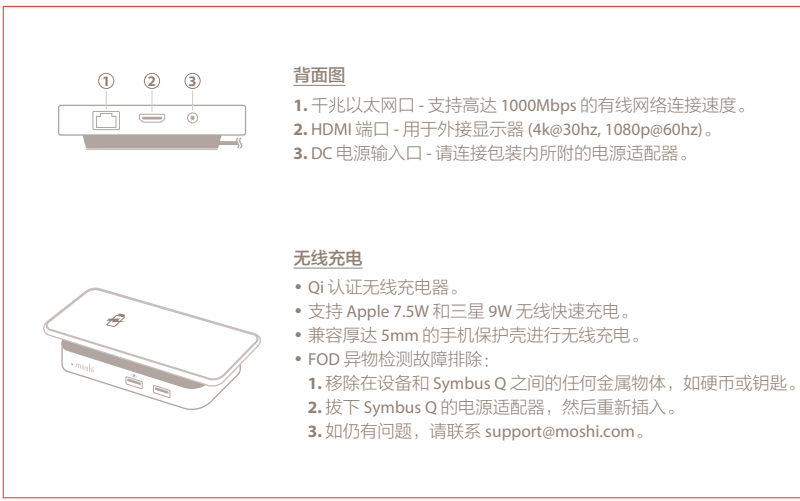 ① ② ③
背面图
1. 千兆以太网口 - 支持高达 1000Mbps 的有线网络连接速度。
2. HDMI 端口 - 用于外接显示器 (4k@30hz, 1080p@60hz)。
3. DC 电源输入口 - 请连接包装内所附的电源适配器。
无线充电
• Qi 认证无线充电器。
• 支持 Apple 7.5W 和三星 9W 无线快速充电。
• 兼容厚达 5mm 的手机保护壳进行无线充电。
• FOD 异物检测故障排除:
1. 移除在设备和 Symbus Q 之间的任何金属物体，如硬币或钥匙。
2. 拔下 Symbus Q 的电源适配器，然后重新插入。
3. 如仍有问题，请联系 support@moshi.com。
moshi